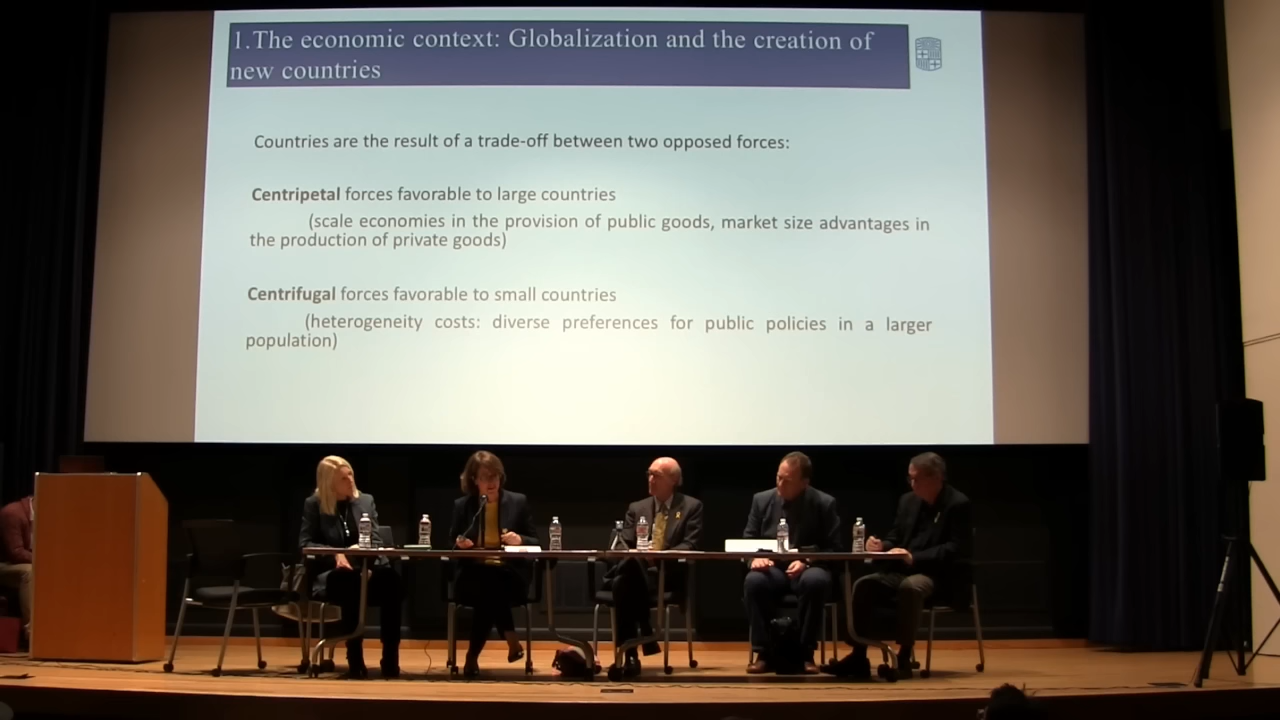 1.The economic context: Globalization and the creation of
new countries
Countries are the result of a trade-off between two opposed forces:
Centripetal forces favorable to large countries
(scale economies in the provision of public goods, market size advantages in
the production of private goods)
Centrifugal forces favorable to small countries
(heterogeneity costs: diverse preferences for public policies in a larger
population)